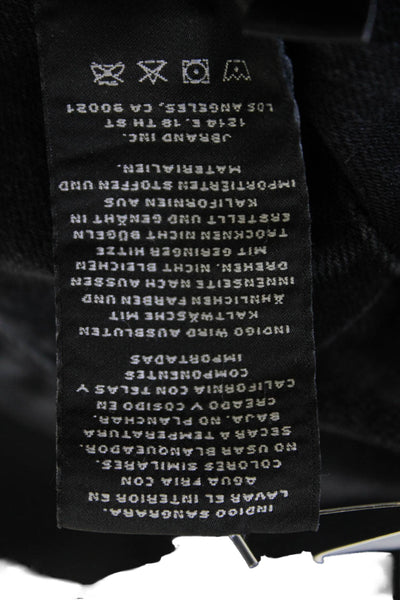 INDIGO SANGRARA.
LAVAR EL INTERIOR EN
AGUA FRIA CON
COLORES SIMILARES.
NO USAR BLANQUEADOR.
SECAR A TEMPERATURA
BAJA. NO PLANCHAR.
CREADO Y COSIDO EN
CALIFORNIA CON TELAS Y
COMPONENTES
IMPORTADAS
INDIGO WIRD AUSBLUTEN
KALTWÄSCHE MIT
ÄHNLICHEN FARBEN UND
INNENSEITE NACH AUSSEN
DREHEN. NICHT BLEICHEN
MIT GERINGER HITZE
TROCKNEN NICHT BÜGELN
ERSTELLT UND GENÄHT IN
KALIFORNIEN AUS
IMPORTIERTEN STOFFEN UND
MATERIALIEN.
JBRAND INC.
1214 E. 18TH ST
LOS ANGELES, CA 90021